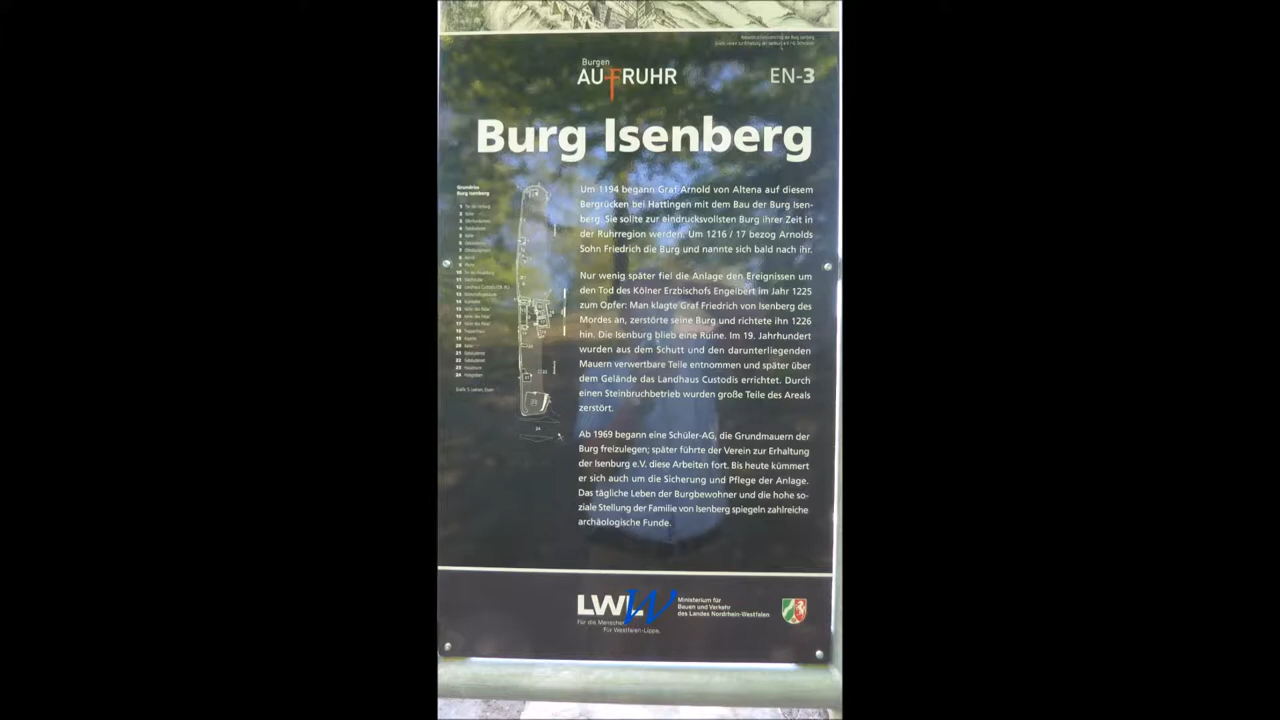 Burgen
AUFRUHR
EN-3
Burg Isenberg
Grundriss
Burg Isenberg
Um 1194 begann Graf Arnold von Altena auf diesem
Bergrücken bei Hattingen mit dem Bau der Burg Isen-
berg. Sie sollte zur eindrucksvollsten Burg ihrer Zeit in
der Ruhrregion werden. Um 1216 / 17 bezog Arnolds
Sohn Friedrich die Burg und nannte sich bald nach ihr.
Nur wenig später fiel die Anlage den Ereignissen um
den Tod des Kölner Erzbischofs Engelbert im Jahr 1225
zum Opfer: Man klagte Graf Friedrich von Isenberg des
Mordes an, zerstörte seine Burg und richtete ihn 1226
hin. Die Isenburg blieb eine Ruine. Im 19. Jahrhundert
wurden aus dem Schutt und den darunterliegenden
Mauern verwertbare Teile entnommen und später über
dem Gelände das Landhaus Custodis errichtet. Durch
einen Steinbruchbetrieb wurden große Teile des Areals
zerstört.
Ab 1969 begann eine Schüler-AG, die Grundmauern der
Burg freizulegen; später führte der Verein zur Erhaltung
der Isenburg e.V. diese Arbeiten fort. Bis heute kümmert
er sich auch um die Sicherung und Pflege der Anlage.
Das tägliche Leben der Burgbewohner und die hohe so-
ziale Stellung der Familie von Isenberg spiegeln zahlreiche
archäologische Funde.
LWL
Für die Menschen.
Für Westfalen-Lippe.
Ministerium für
Bauen und Verkehr
des Landes Nordrhein-Westfalen